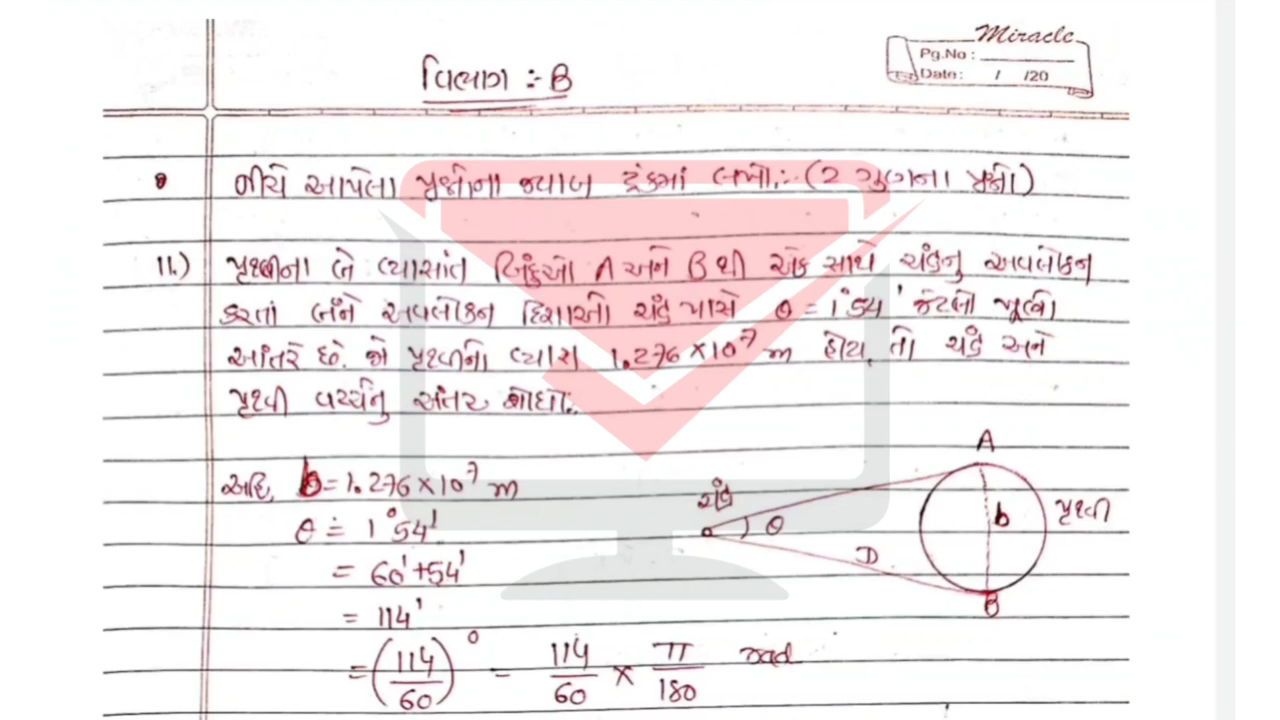 Miracle
Pg.No :
Date : / /20
વિભાગ :- B
નીચે આપેલા પ્રશ્નોના જવાબ ટૂંકમાં લખો:- (2 ગુણના પ્રશ્નો)
11.) પૃથ્વીના બે વ્યાસાંત બિંદુઓ A અને B થી એક સાથે ચંદ્રનુ અવલોકન
કરતાં બંને અવલોકન દિશાઓ ચંદ્ર પાસે θ = 1°54' જેટલો ખૂણો
આંતરે છે. જો પૃથ્વીનો વ્યાસ 1.276 × 10⁷ m હોય, તો ચંદ્ર અને
પૃથ્વી વચ્ચેનુ અંતર શોધો:.
A
અહિ, b = 1.276 × 10⁷ m
ચંદ્ર
પૃથ્વી
θ = 1°54'
θ
b
D
= 60' + 54'
B
= 114'
= (114/60)° = 114/60 × π/180 rad